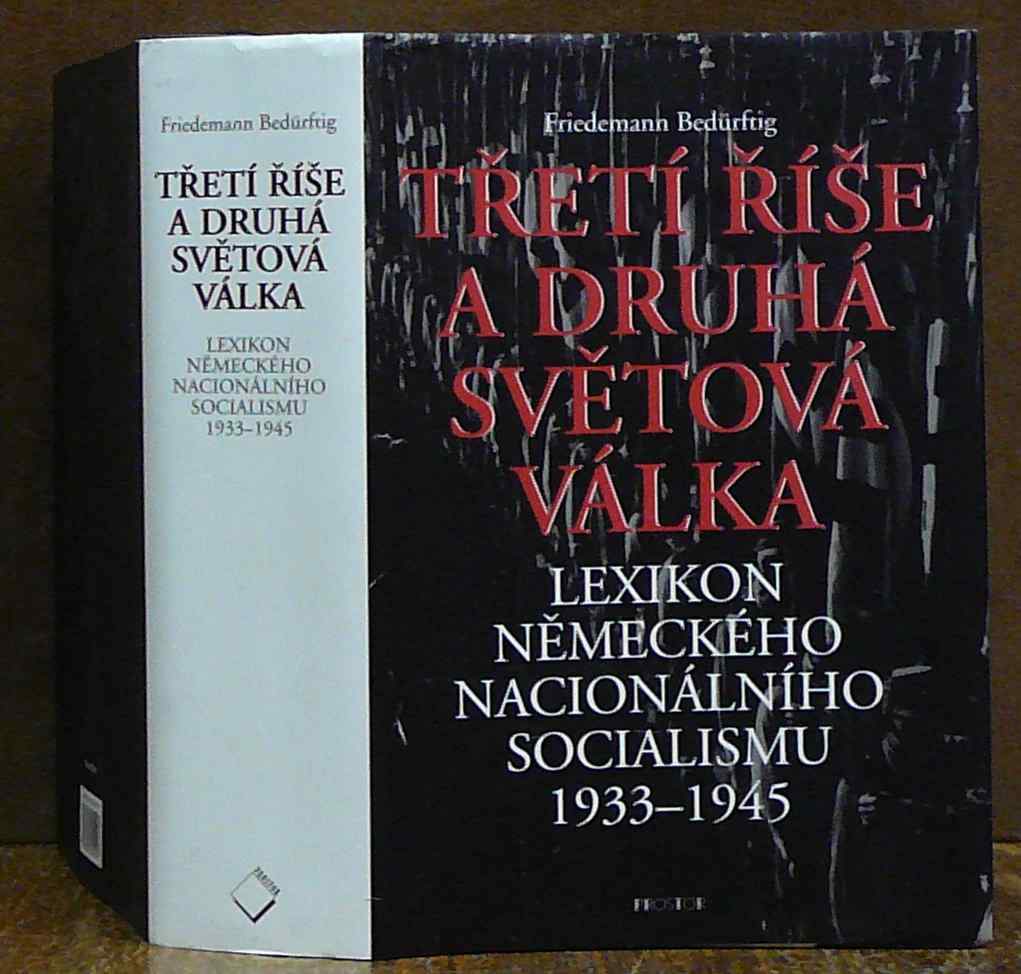 Friedemann Bedürftig
TŘETÍ ŘÍŠE
A DRUHÁ
SVĚTOVÁ
VÁLKA
LEXIKON
NĚMECKÉHO
NACIONÁLNÍHO
SOCIALISMU
1933–1945
Friedemann Bedürftig
TŘETÍ ŘÍŠE
A DRUHÁ
SVĚTOVÁ
VÁLKA
LEXIKON
NĚMECKÉHO
NACIONÁLNÍHO
SOCIALISMU
1933–1945
PROSTOR